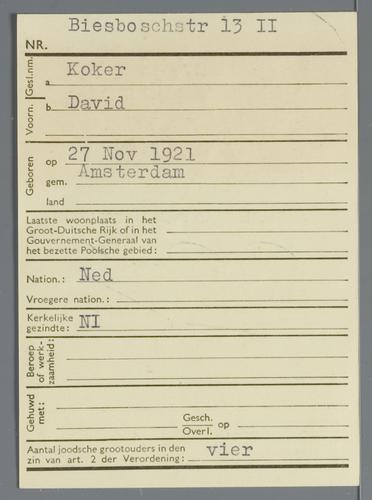 Biesboschstr 13 II
NR.
Gesl.nm. a Koker
Voorn. b David
Geboren op 27 Nov 1921
gem. Amsterdam
land
Laatste woonplaats in het
Groot-Duitsche Rijk of in het
Gouvernement-Generaal van
het bezette Poolsche gebied:
Nation.: Ned
Vroegere nation.:
Kerkelijke
gezindte: NI
Beroep
of werk-
zaamheid:
Gehuwd
met:
Gesch.
Overl. op
Aantal joodsche grootouders in den
zin van art. 2 der Verordening: vier